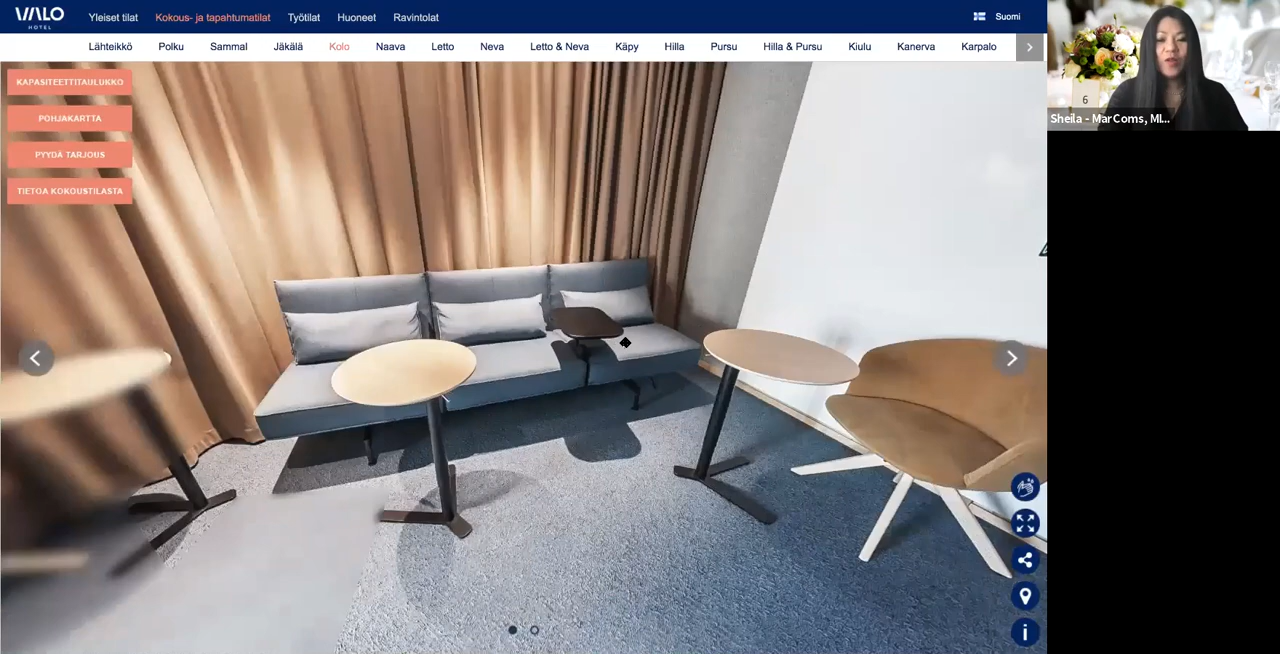 VALO
HOTEL
Yleiset tilat Kokous- ja tapahtumatilat Työtilat Huoneet Ravintolat Suomi
Lähteikkö Polku Sammal Jäkälä Kolo Naava Letto Neva Letto & Neva Käpy Hilla Pursu Hilla & Pursu Kiulu Kanerva Karpalo
KAPASITEETTITAULUKKO
POHJAKARTTA
PYYDÄ TARJOUS
TIETOA KOKOUSTILASTA
6
Sheila - MarComs, MI...